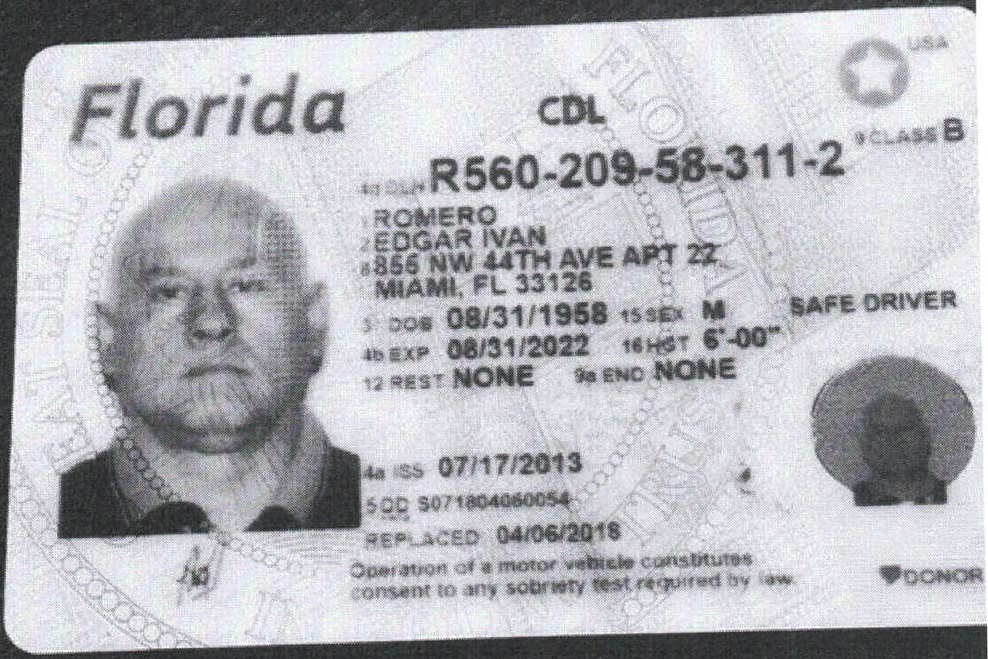 Florida
USA
CDL
9 CLASS B
4d DLN R560-209-58-311-2
1 ROMERO
2 EDGAR IVAN
8 855 NW 44TH AVE APT 22
MIAMI, FL 33126
3 DOB 08/31/1958 15 SEX M
SAFE DRIVER
4b EXP 08/31/2022 16 HGT 6'-00"
12 REST NONE 9a END NONE
4a ISS 07/17/2013
5 DD S071804060054
REPLACED 04/06/2018
Operation of a motor vehicle constitutes
consent to any sobriety test required by law.
DONOR